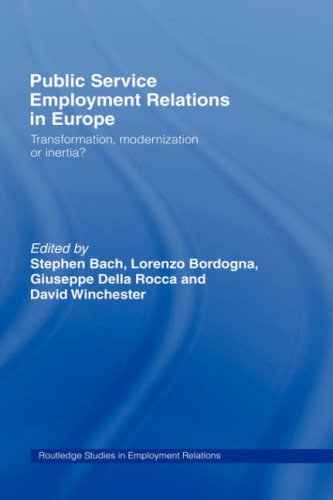 Public Service
Employment Relations
in Europe
Transformation, modernization
or inertia?
Edited by
Stephen Bach, Lorenzo Bordogna,
Giuseppe Della Rocca and
David Winchester
Routledge Studies in Employment Relations